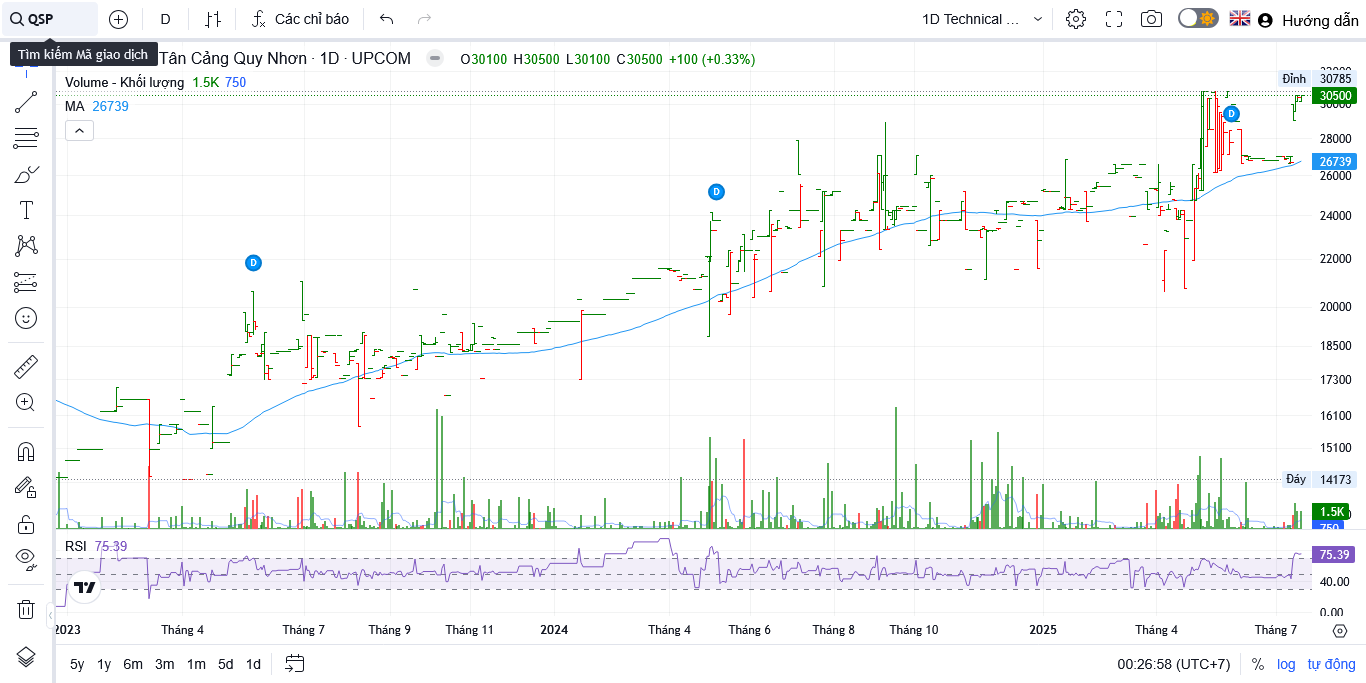 QSP
D
Các chỉ báo
1D Technical ...
Hướng dẫn
Tìm kiếm Mã giao dịch
Tân Cảng Quy Nhơn · 1D · UPCOM
O30100 H30500 L30100 C30500 +100 (+0.33%)
Volume - Khối lượng 1.5K 750
MA 26739
Đỉnh 30785
30500
30000
28000
26739
26000
24000
22000
20000
18500
17300
16100
15100
Đáy 14173
1.5K
750
D
D
D
RSI 75.39
75.39
40.00
0.00
2023 Tháng 4 Tháng 7 Tháng 9 Tháng 11 2024 Tháng 4 Tháng 6 Tháng 8 Tháng 10 2025 Tháng 4 Tháng 7
5y 1y 6m 3m 1m 5d 1d
00:26:58 (UTC+7) % log tự động